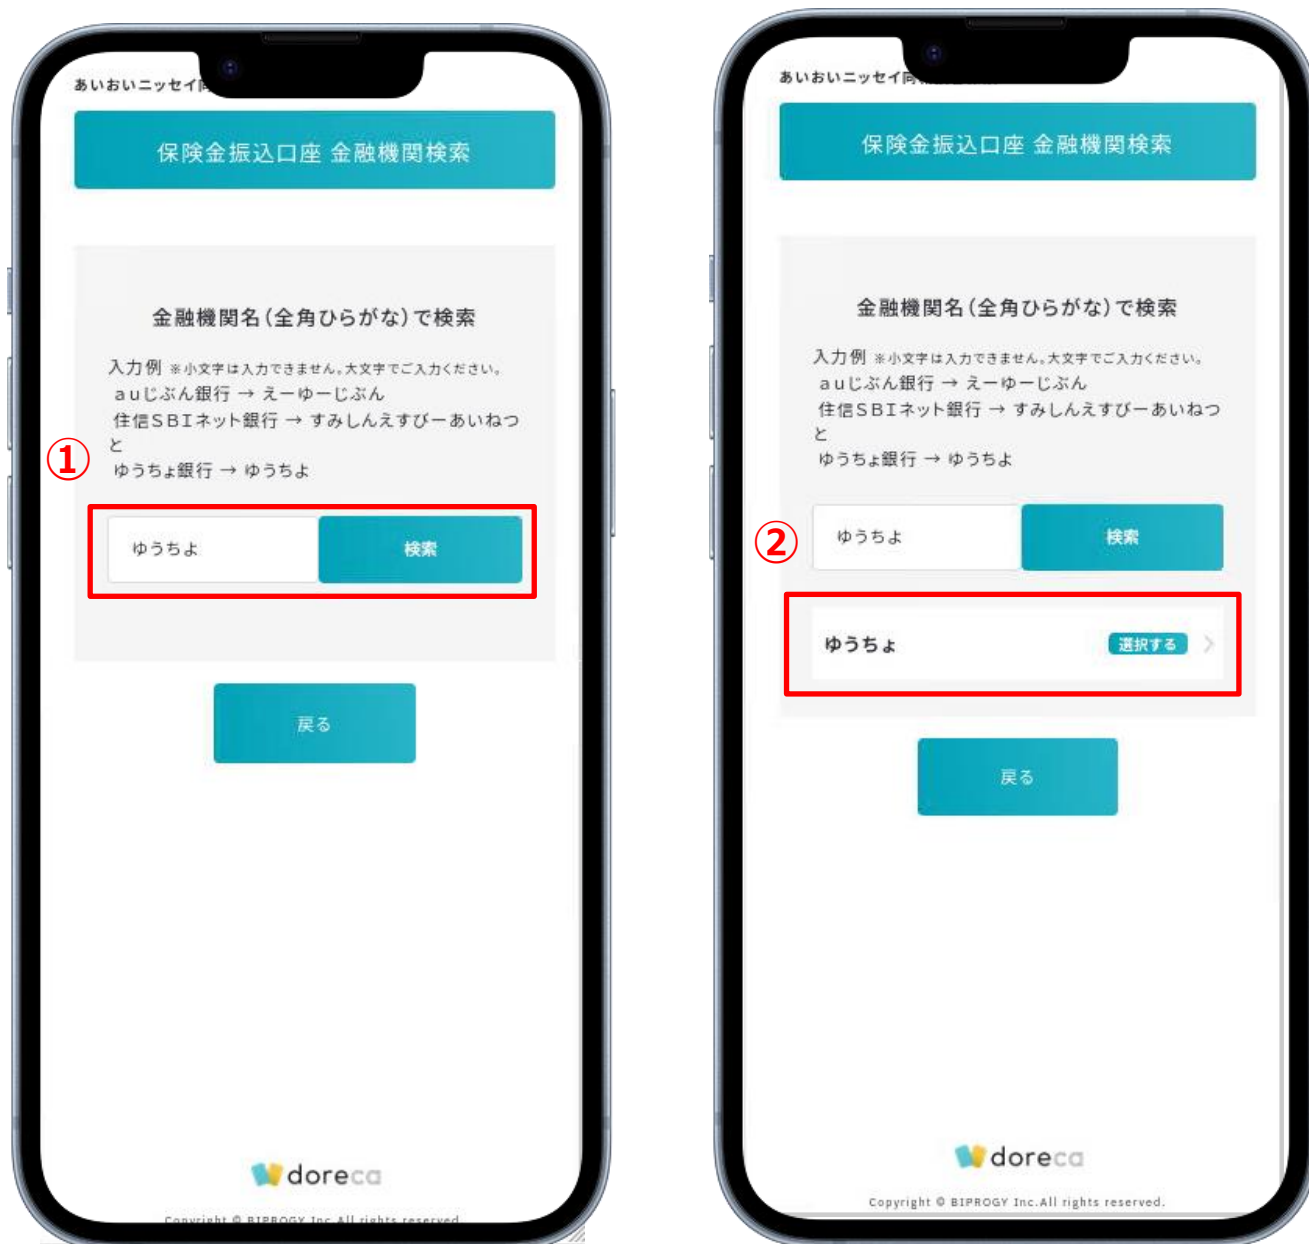 あいおいニッセイ同
保険金振込口座 金融機関検索
金融機関名(全角ひらがな)で検索
入力例 ※小文字は入力できません。大文字でご入力ください。
auじぶん銀行 → えーゆーじぶん
住信SBIネット銀行 → すみしんえすびーあいねつ
と
ゆうちょ銀行 → ゆうちよ
①
ゆうちよ
検索
戻る
doreca
Copyright © BIPROGY Inc.All rights reserved.
あいおいニッセイ同
保険金振込口座 金融機関検索
金融機関名(全角ひらがな)で検索
入力例 ※小文字は入力できません。大文字でご入力ください。
auじぶん銀行 → えーゆーじぶん
住信SBIネット銀行 → すみしんえすびーあいねつ
と
ゆうちょ銀行 → ゆうちよ
②
ゆうちよ
検索
ゆうちょ
選択する
戻る
doreca
Copyright © BIPROGY Inc.All rights reserved.